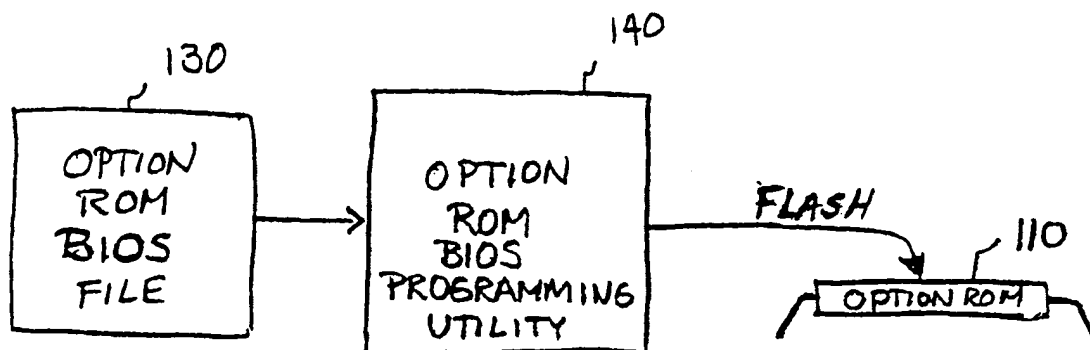 130
OPTION
ROM
BIOS
FILE
140
OPTION
ROM
BIOS
PROGRAMMING
UTILITY
FLASH
110
OPTION ROM